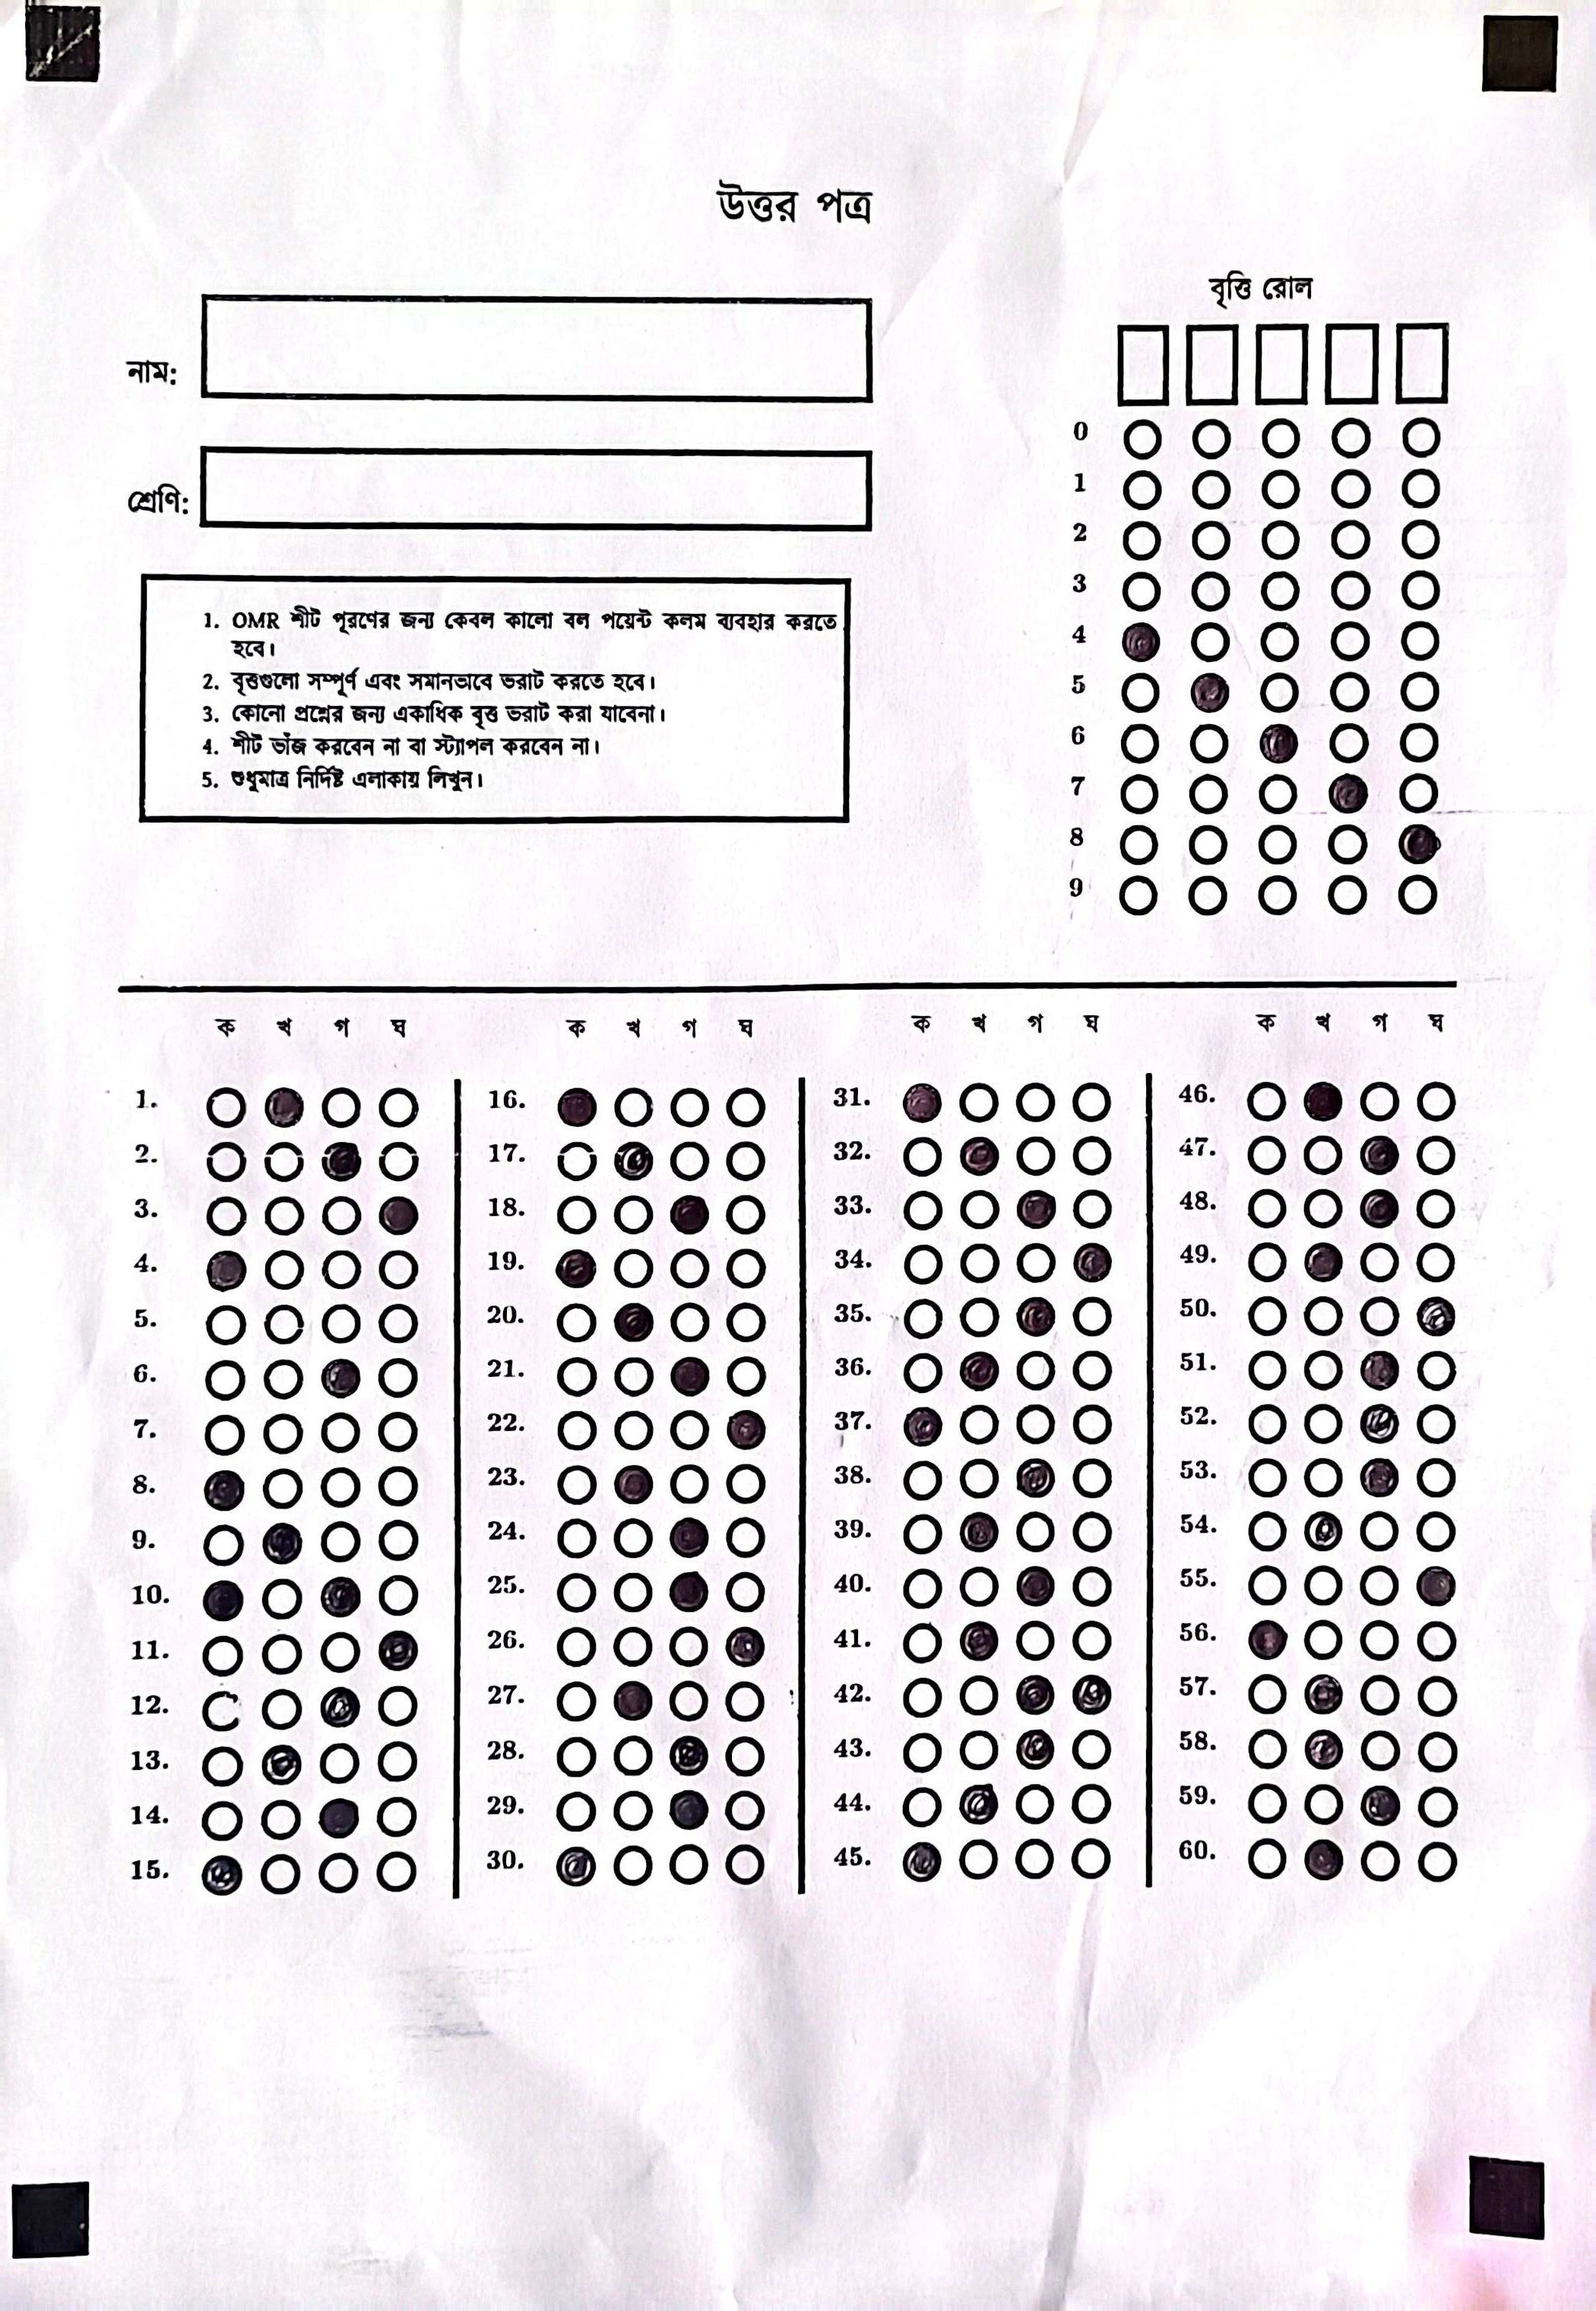 উত্তর পত্র
বৃত্তি রোল
নাম:
শ্রেণি:
1. OMR শীট পূরণের জন্য কেবল কালো বল পয়েন্ট কলম ব্যবহার করতে
হবে।
2. বৃত্তগুলো সম্পূর্ণ এবং সমানভাবে ভরাট করতে হবে।
3. কোনো প্রশ্নের জন্য একাধিক বৃত্ত ভরাট করা যাবেনা।
4. শীট ভাঁজ করবেন না বা স্ট্যাপল করবেন না।
5. শুধুমাত্র নির্দিষ্ট এলাকায় লিখুন।
0
1
2
3
4
5
6
7
8
9
ক খ গ ঘ ক খ গ ঘ ক খ গ ঘ ক খ গ ঘ
1. 16. 31. 46.
2. 17. 32. 47.
3. 18. 33. 48.
4. 19. 34. 49.
5. 20. 35. 50.
6. 21. 36. 51.
7. 22. 37. 52.
8. 23. 38. 53.
9. 24. 39. 54.
10. 25. 40. 55.
11. 26. 41. 56.
12. 27. 42. 57.
13. 28. 43. 58.
14. 29. 44. 59.
15. 30. 45. 60.